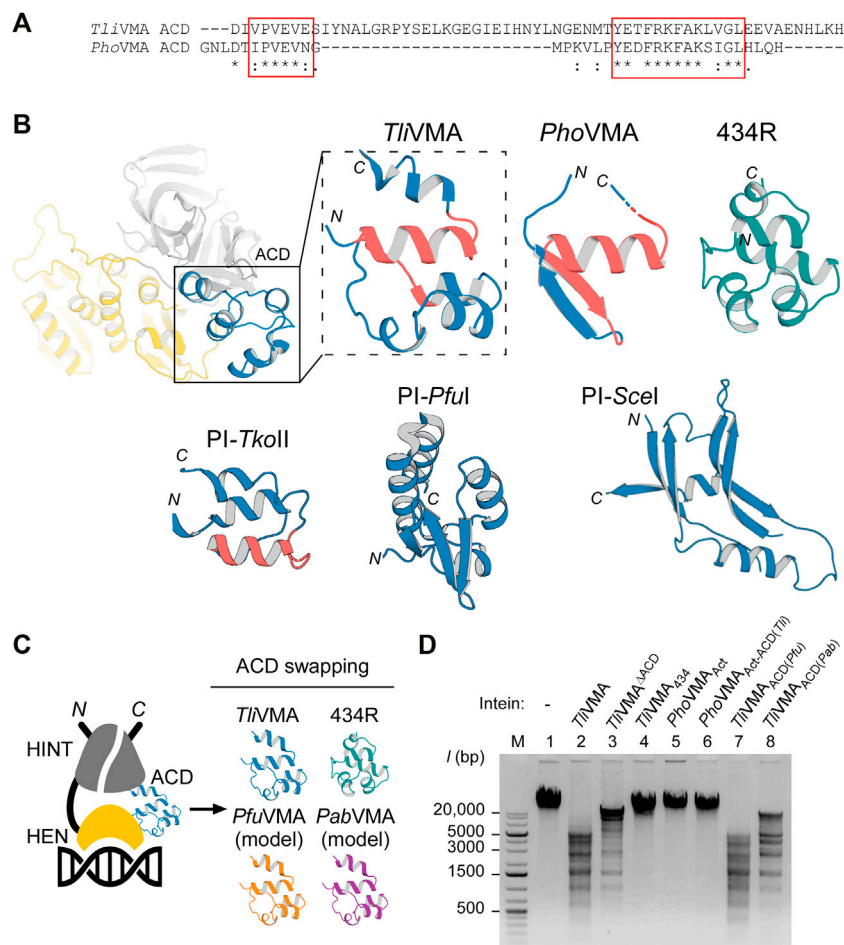 A
TliVMA ACD ---DIVPVEVESIYNALGRPYSELKGEGIEIHNYLNGENMTYETFRKFAKLVGLEEVAENHLKH
PhoVMA ACD GNLDTIPVEVNG-----------------------MPKVLPYEDFRKFAKSIGLHLQH------
* :****:. : : ** ****** :**.
B
TliVMA PhoVMA 434R
C N N C C N
ACD
PI-TkoII PI-PfuI PI-SceI
C N C N N C
C
ACD swapping
N C
HINT
ACD
HEN
TliVMA 434R
PfuVMA PabVMA
(model) (model)
D
Intein: - TliVMA TliVMAΔACD TliVMA434 PhoVMAAct PhoVMAAct-ACD(Tli) TliVMAACD(Pfu) TliVMAACD(Pab)
l (bp) M 1 2 3 4 5 6 7 8
20,000
5000
3000
1500
500